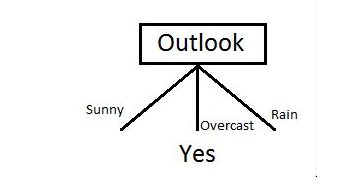 Outlook
Sunny
Overcast
Rain
Yes